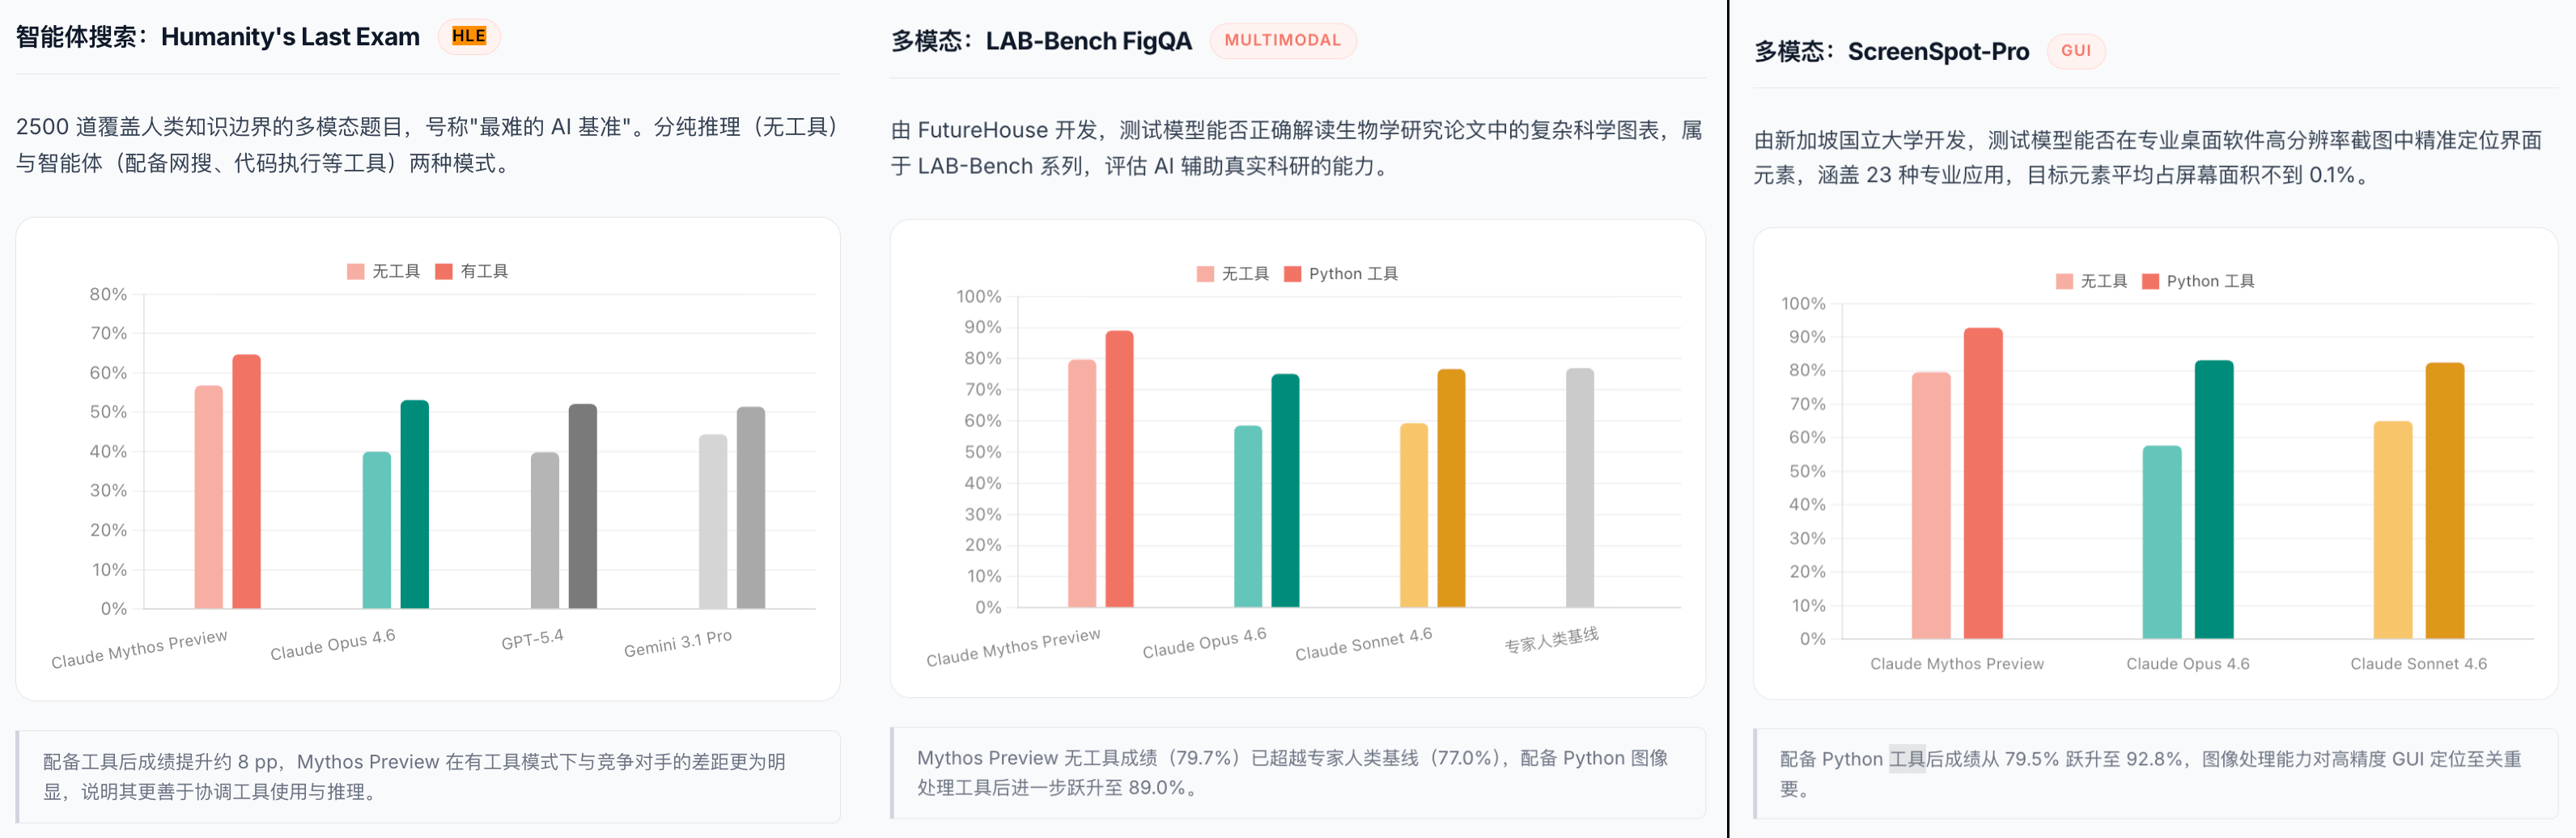 智能体搜索：Humanity's Last Exam HLE
2500 道覆盖人类知识边界的多模态题目，号称"最难的 AI 基准"。分纯推理（无工具）
与智能体（配备网搜、代码执行等工具）两种模式。
无工具 有工具
80%
70%
60%
50%
40%
30%
20%
10%
0%
Claude Mythos Preview
Claude Opus 4.6
GPT-5.4
Gemini 3.1 Pro
配备工具后成绩提升约 8 pp，Mythos Preview 在有工具模式下与竞争对手的差距更为明
显，说明其更善于协调工具使用与推理。
多模态：LAB-Bench FigQA MULTIMODAL
由 FutureHouse 开发，测试模型能否正确解读生物学研究论文中的复杂科学图表，属
于 LAB-Bench 系列，评估 AI 辅助真实科研的能力。
无工具 Python 工具
100%
90%
80%
70%
60%
50%
40%
30%
20%
10%
0%
Claude Mythos Preview
Claude Opus 4.6
Claude Sonnet 4.6
专家人类基线
Mythos Preview 无工具成绩（79.7%）已超越专家人类基线（77.0%），配备 Python 图像
处理工具后进一步跃升至 89.0%。
多模态：ScreenSpot-Pro GUI
由新加坡国立大学开发，测试模型能否在专业桌面软件高分辨率截图中精准定位界面
元素，涵盖 23 种专业应用，目标元素平均占屏幕面积不到 0.1%。
无工具 Python 工具
100%
90%
80%
70%
60%
50%
40%
30%
20%
10%
0%
Claude Mythos Preview
Claude Opus 4.6
Claude Sonnet 4.6
配备 Python 工具后成绩从 79.5% 跃升至 92.8%，图像处理能力对高精度 GUI 定位至关重
要。